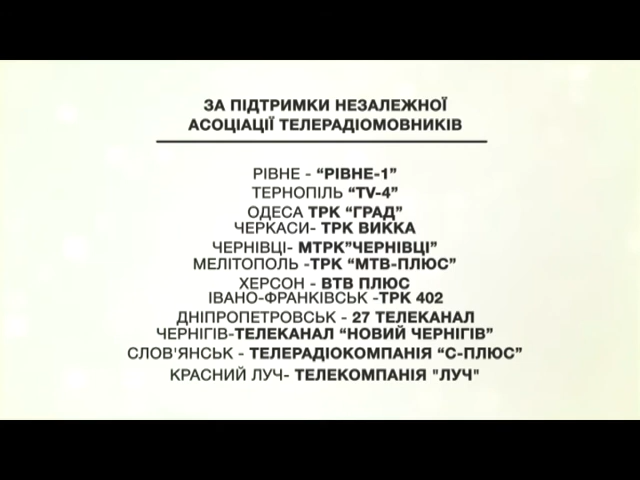 ЗА ПІДТРИМКИ НЕЗАЛЕЖНОЇ
АСОЦІАЦІЇ ТЕЛЕРАДІОМОВНИКІВ
РІВНЕ - “РІВНЕ-1”
ТЕРНОПІЛЬ “TV-4”
ОДЕСА ТРК “ГРАД”
ЧЕРКАСИ- ТРК ВИККА
ЧЕРНІВЦІ- МТРК”ЧЕРНІВЦІ”
МЕЛІТОПОЛЬ -ТРК “МТВ-ПЛЮС”
ХЕРСОН - ВТВ ПЛЮС
ІВАНО-ФРАНКІВСЬК -ТРК 402
ДНІПРОПЕТРОВСЬК - 27 ТЕЛЕКАНАЛ
ЧЕРНІГІВ-ТЕЛЕКАНАЛ “НОВИЙ ЧЕРНІГІВ”
СЛОВ'ЯНСЬК - ТЕЛЕРАДІОКОМПАНІЯ “С-ПЛЮС”
КРАСНИЙ ЛУЧ- ТЕЛЕКОМПАНІЯ "ЛУЧ"